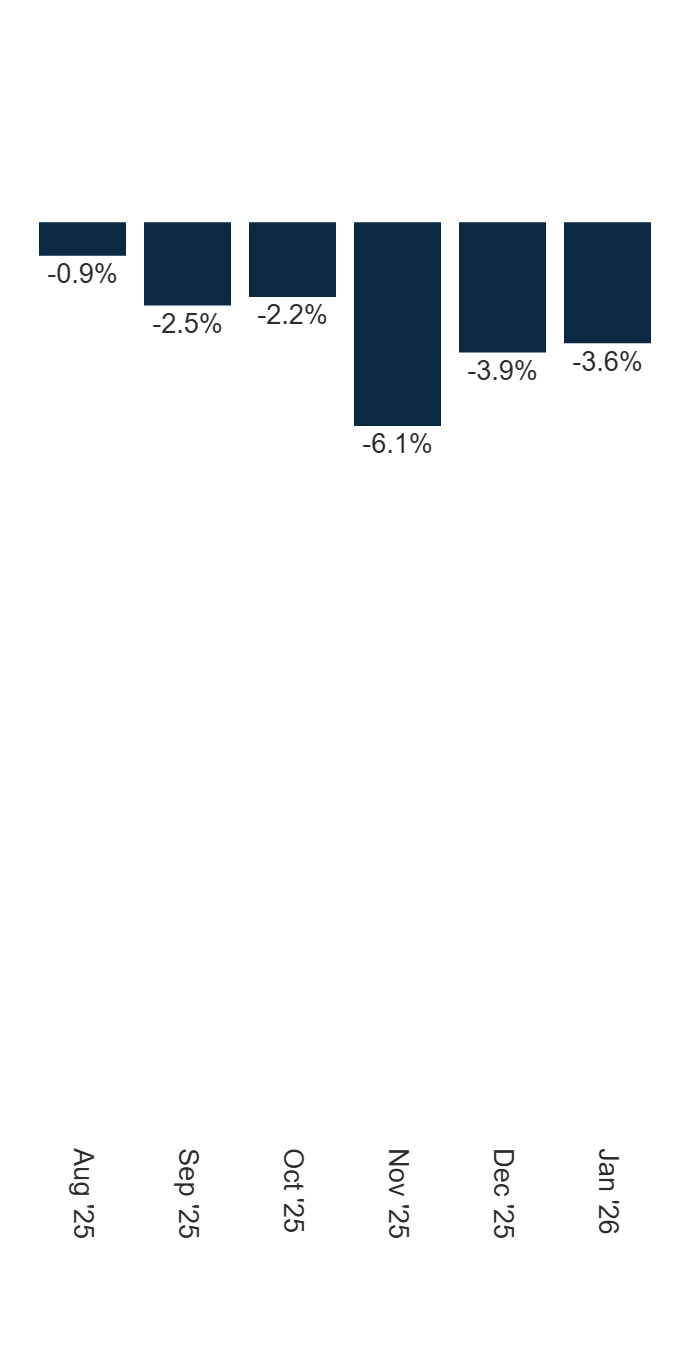 -0.9%
-2.5%
-2.2%
-6.1%
-3.9%
-3.6%
Aug '25
Sep '25
Oct '25
Nov '25
Dec '25
Jan '26